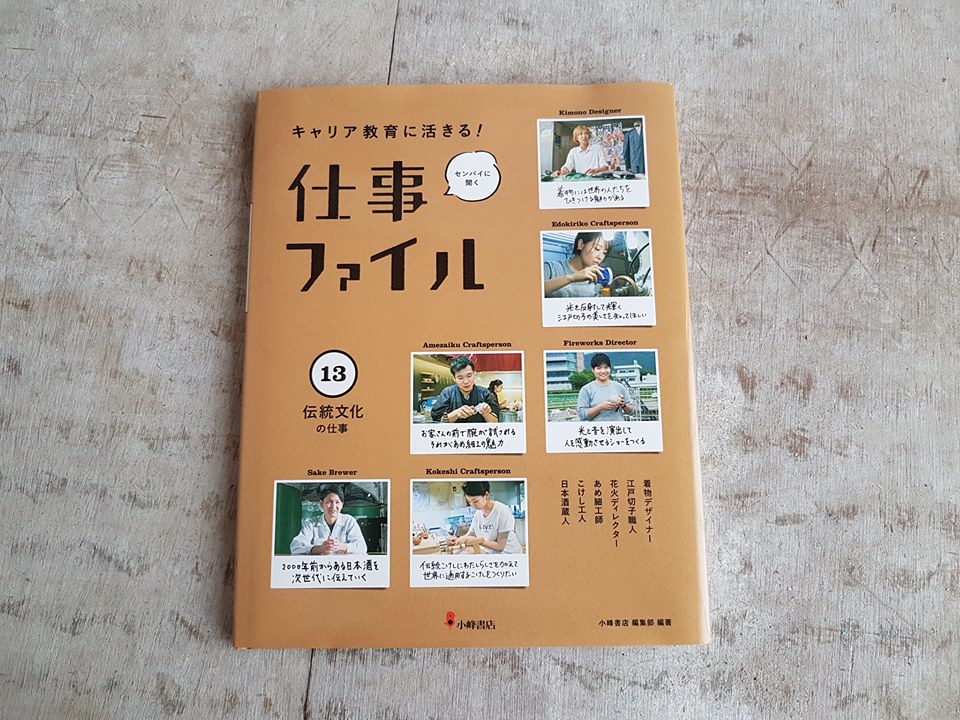 キャリア教育に活きる!
仕事
ファイル
センパイに
聞く
13
伝統文化
の仕事
Kimono Designer
着物には世界の人たちを
ひきつける魅力がある
Edokiriko Craftsperson
光を反射して輝く
江戸切子の美しさを知ってほしい
Amezaiku Craftsperson
お客さんの前で腕が試される
それがあめ細工の魅力
Fireworks Director
光と音を演出して
人を感動させるショーをつくる
Sake Brewer
2000年前からある日本酒を
次世代に伝えていく
Kokeshi Craftsperson
伝統こけしにわたしらしさを加えて
世界に通用するこけしをつくりたい
着物デザイナー
江戸切子職人
花火ディレクター
あめ細工師
こけし工人
日本酒蔵人
小峰書店
小峰書店 編集部 編著